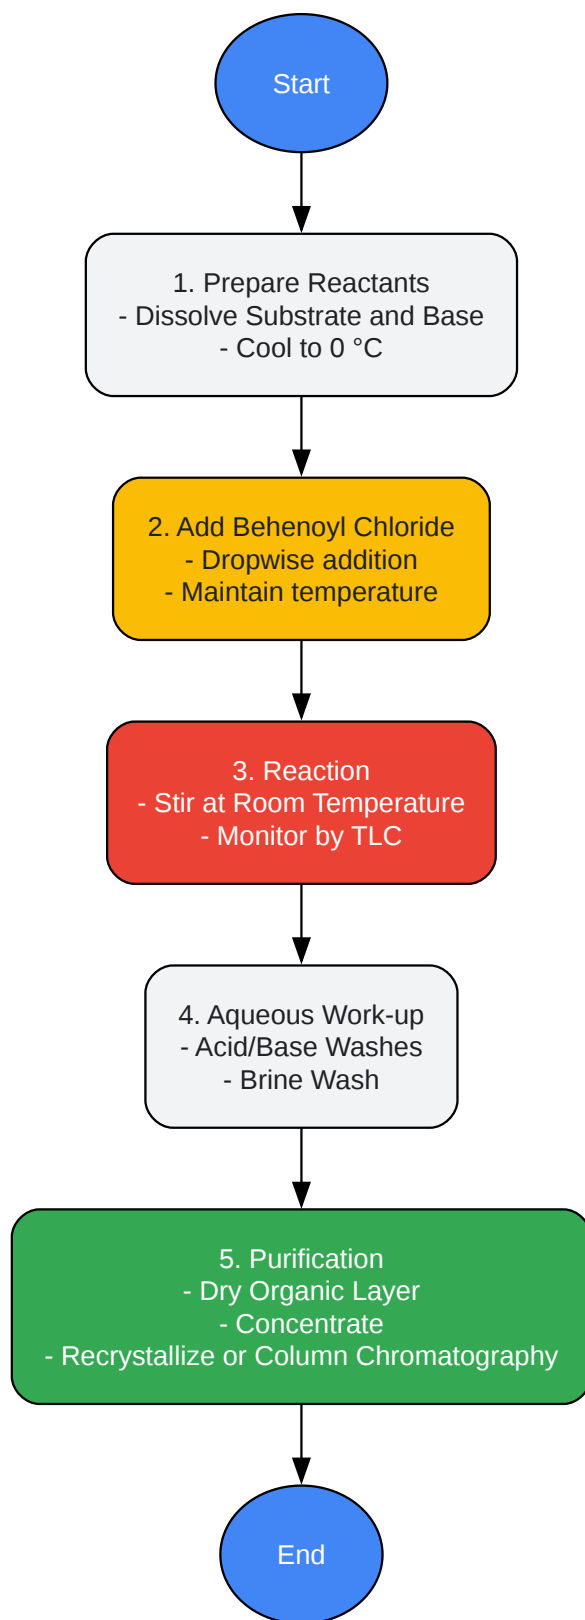 Start
1. Prepare Reactants
- Dissolve Substrate and Base
- Cool to 0 °C
2. Add Behenoyl Chloride
- Dropwise addition
- Maintain temperature
3. Reaction
- Stir at Room Temperature
- Monitor by TLC
4. Aqueous Work-up
- Acid/Base Washes
- Brine Wash
5. Purification
- Dry Organic Layer
- Concentrate
- Recrystallize or Column Chromatography
End